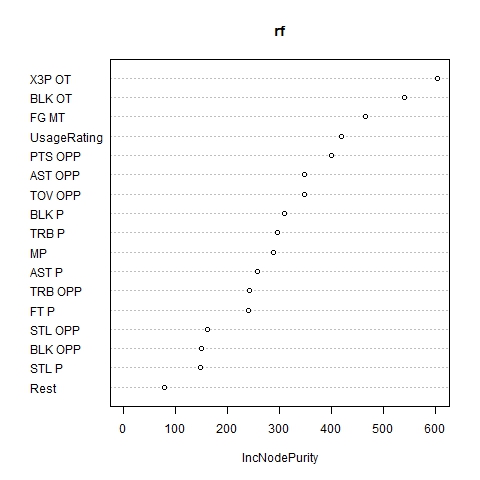 rf
X3P OT
BLK OT
FG MT
UsageRating
PTS OPP
AST OPP
TOV OPP
BLK P
TRB P
MP
AST P
TRB OPP
FT P
STL OPP
BLK OPP
STL P
Rest
0 100 200 300 400 500 600
IncNodePurity